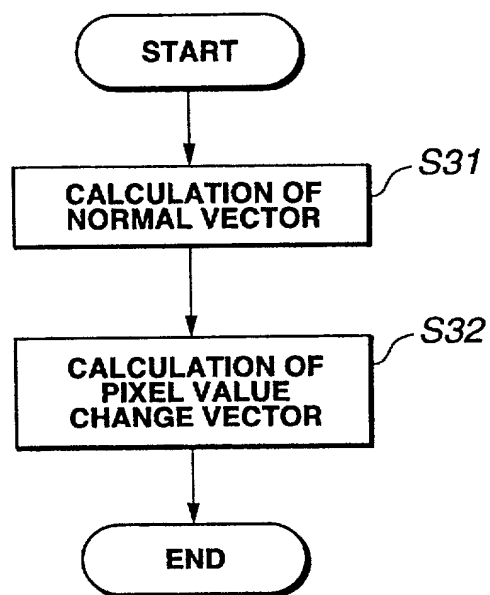 START
S31
CALCULATION OF
NORMAL VECTOR
S32
CALCULATION OF
PIXEL VALUE
CHANGE VECTOR
END